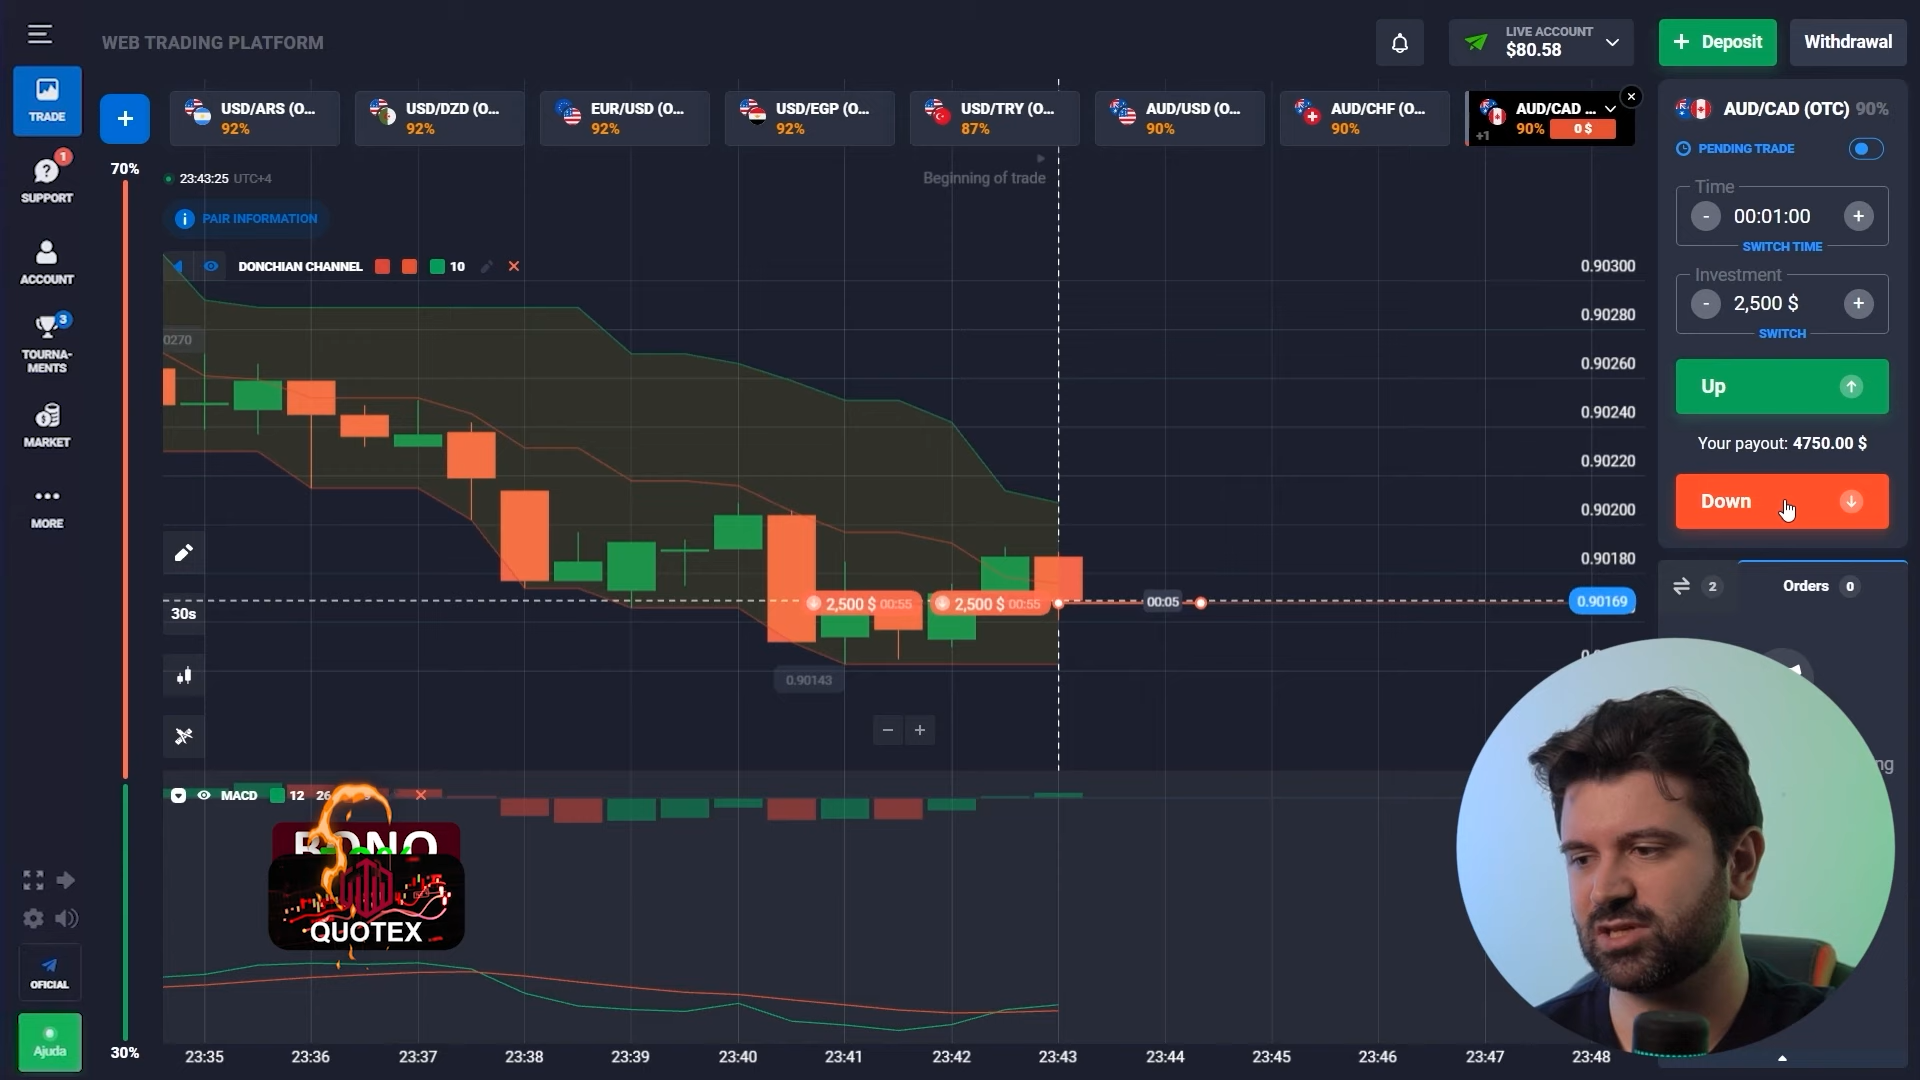 WEB TRADING PLATFORM
LIVE ACCOUNT
$80.58
+ Deposit
Withdrawal
TRADE
1
SUPPORT
ACCOUNT
3
TOURNA-
MENTS
MARKET
MORE
OFICIAL
Ajuda
+
USD/ARS (O...
92%
USD/DZD (O...
92%
EUR/USD (O...
92%
USD/EGP (O...
92%
USD/TRY (O...
87%
AUD/USD (O...
90%
AUD/CHF (O...
90%
AUD/CAD ...
+1
90% 0 $
70%
30%
23:43:25 UTC+4
Beginning of trade
PAIR INFORMATION
DONCHIAN CHANNEL 10
0270
0.90300
0.90280
0.90260
0.90240
0.90220
0.90200
0.90180
0.90169
30s
2,500 $ 00:55
2,500 $ 00:55
00:05
0.90143
- +
MACD 12 26
BONO
QUOTEX
23:35 23:36 23:37 23:38 23:39 23:40 23:41 23:42 23:43 23:44 23:45 23:46 23:47 23:48
AUD/CAD (OTC) 90%
PENDING TRADE
Time
- 00:01:00 +
SWITCH TIME
Investment
- 2,500 $ +
SWITCH
Up
Your payout: 4750.00 $
Down
2
Orders 0